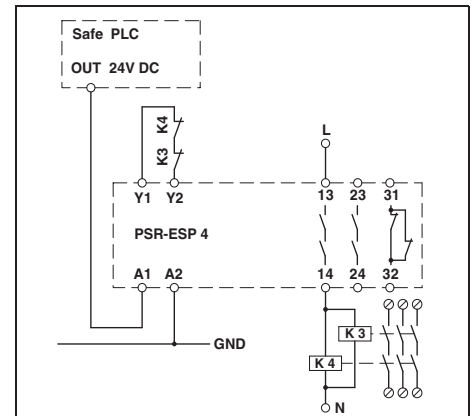 Safe PLC
OUT 24V DC
K4
K3
L
Y1 Y2
13 23 31
PSR-ESP 4
A1 A2
14 24 32
GND
K 3
K 4
N